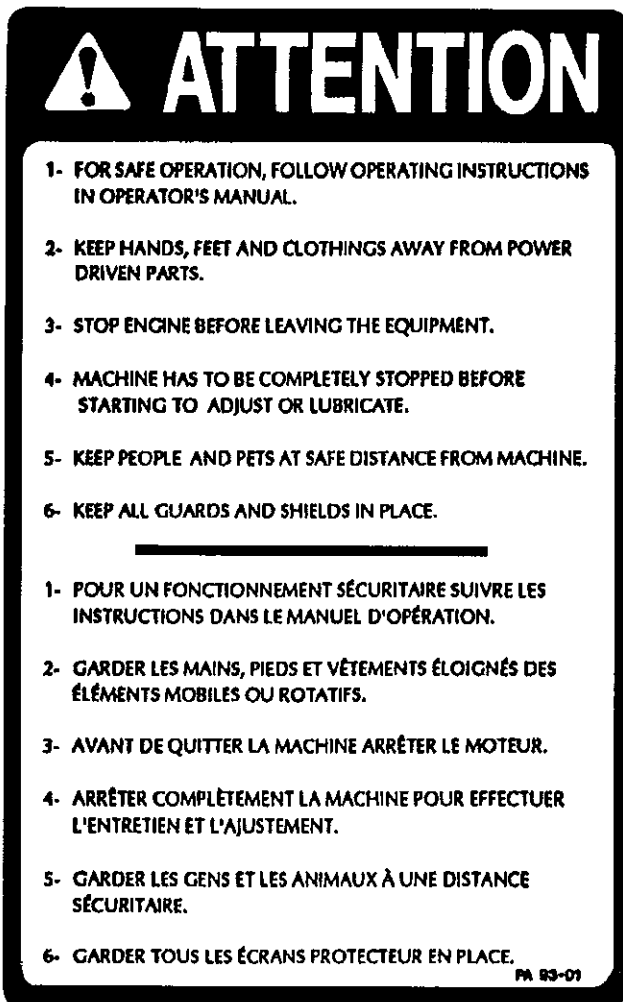 ATTENTION
1- FOR SAFE OPERATION, FOLLOW OPERATING INSTRUCTIONS
IN OPERATOR'S MANUAL.
2- KEEP HANDS, FEET AND CLOTHINGS AWAY FROM POWER
DRIVEN PARTS.
3- STOP ENGINE BEFORE LEAVING THE EQUIPMENT.
4- MACHINE HAS TO BE COMPLETELY STOPPED BEFORE
STARTING TO ADJUST OR LUBRICATE.
5- KEEP PEOPLE AND PETS AT SAFE DISTANCE FROM MACHINE.
6- KEEP ALL GUARDS AND SHIELDS IN PLACE.
1- POUR UN FONCTIONNEMENT SÉCURITAIRE SUIVRE LES
INSTRUCTIONS DANS LE MANUEL D'OPÉRATION.
2- GARDER LES MAINS, PIEDS ET VÊTEMENTS ÉLOIGNÉS DES
ÉLÉMENTS MOBILES OU ROTATIFS.
3- AVANT DE QUITTER LA MACHINE ARRÊTER LE MOTEUR.
4- ARRÊTER COMPLÈTEMENT LA MACHINE POUR EFFECTUER
L'ENTRETIEN ET L'AJUSTEMENT.
5- GARDER LES GENS ET LES ANIMAUX À UNE DISTANCE
SÉCURITAIRE.
6- GARDER TOUS LES ÉCRANS PROTECTEUR EN PLACE.
PA 93-01